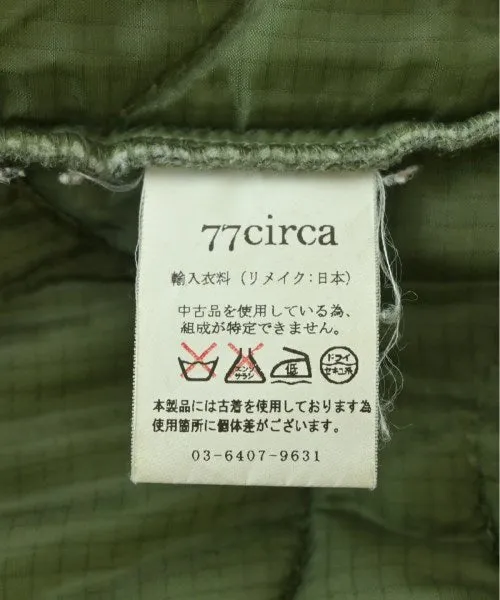 77circa
輸入衣料（リメイク:日本）
中古品を使用している為、
組成が特定できません。
エンソ サラシ 低 ドライ セキユ系
本製品には古着を使用しております為
使用箇所に個体差がございます。
03-6407-9631